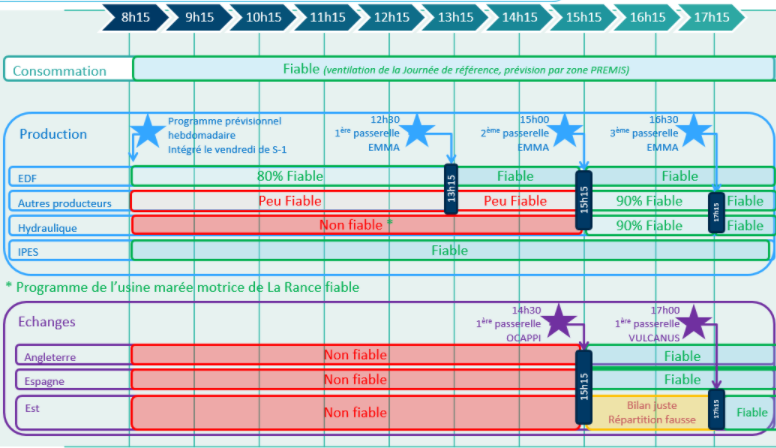 8h15 9h15 10h15 11h15 12h15 13h15 14h15 15h15 16h15 17h15
Consommation
Fiable (ventilation de la Journée de référence, prévision par zone PREMIS)
Production
Programme prévisionnel
hebdomadaire
Intégré le vendredi de S-1
12h30
1ère passerelle
EMMA
15h00
2ème passerelle
EMMA
16h30
3ème passerelle
EMMA
EDF
80% Fiable
13h15
Fiable
15h15
Fiable
Autres producteurs
Peu Fiable
Peu Fiable
90% Fiable
17h15
Fiable
Hydraulique
Non fiable *
90% Fiable
Fiable
IPES
Fiable
* Programme de l'usine marée motrice de La Rance fiable
Echanges
14h30
1ère passerelle
OCAPPI
17h00
1ère passerelle
VULCANUS
Angleterre
Non fiable
15h15
Fiable
Espagne
Non fiable
Fiable
Est
Non fiable
Bilan juste
Répartition fausse
17h15
Fiable